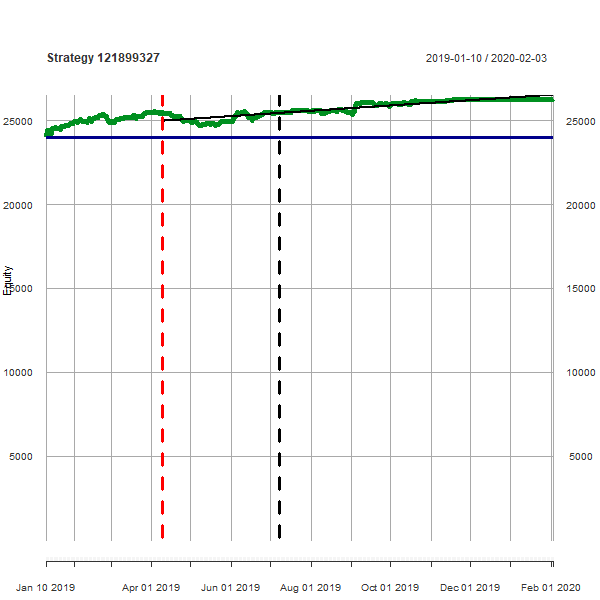 Strategy 121899327
2019-01-10 / 2020-02-03
25000
25000
20000
20000
Equity
15000
15000
10000
10000
5000
5000
Jan 10 2019
Apr 01 2019
Jun 01 2019
Aug 01 2019
Oct 01 2019
Dec 01 2019
Feb 01 2020